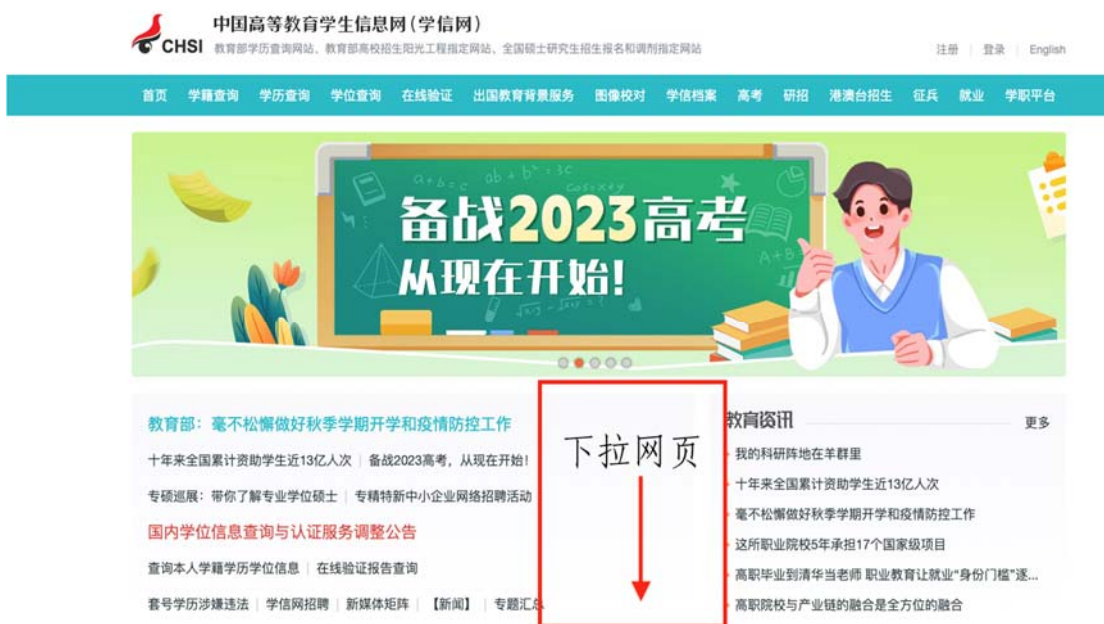 中国高等教育学生信息网(学信网)
CHSI 教育部学历查询网站、教育部高校招生阳光工程指定网站、全国硕士研究生招生报名和调剂指定网站
注册 | 登录 | English
首页 学籍查询 学历查询 学位查询 在线验证 出国教育背景服务 图像校对 学信档案 高考 研招 港澳台招生 征兵 就业 学职平台
备战2023高考
从现在开始!
教育部：毫不松懈做好秋季学期开学和疫情防控工作
十年来全国累计资助学生近13亿人次 | 备战2023高考，从现在开始!
专硕巡展：带你了解专业学位硕士 | 专精特新中小企业网络招聘活动
国内学位信息查询与认证服务调整公告
查询本人学籍学历学位信息 | 在线验证报告查询
套号学历涉嫌违法 | 学信网招聘 | 新媒体矩阵 | 【新闻】 | 专题汇总
下拉网页
教育资讯 更多
我的科研阵地在羊群里
十年来全国累计资助学生近13亿人次
毫不松懈做好秋季学期开学和疫情防控工作
这所职业院校5年承担17个国家级项目
高职毕业到清华当老师 职业教育让就业“身份门槛”逐...
高职院校与产业链的融合是全方位的融合